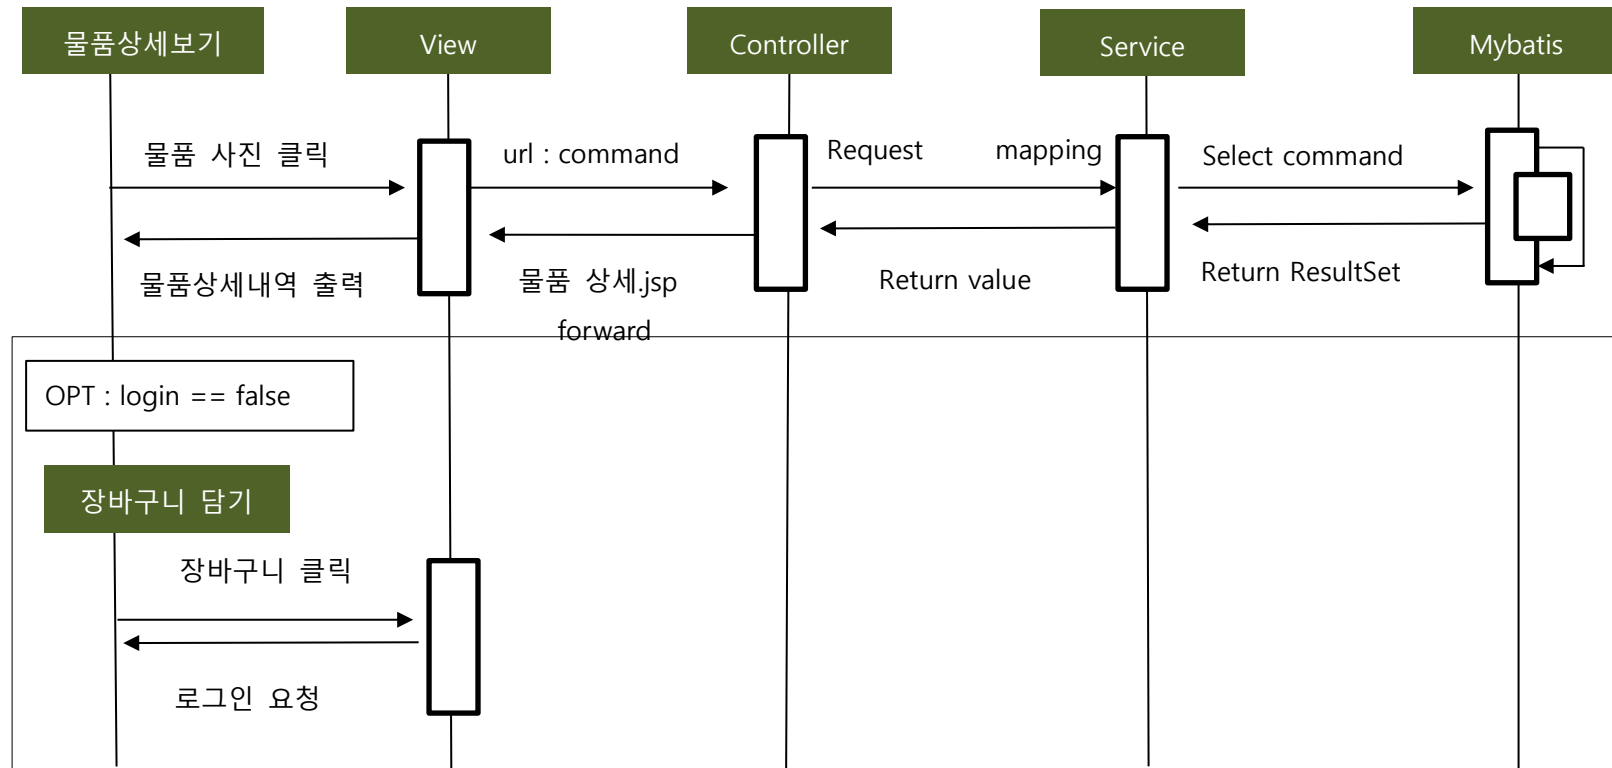 물품상세보기
View
Controller
Service
Mybatis
물품 사진 클릭
url : command
Request mapping
Select command
물품상세내역 출력
물품 상세.jsp
forward
Return value
Return ResultSet
OPT : login == false
장바구니 담기
장바구니 클릭
로그인 요청